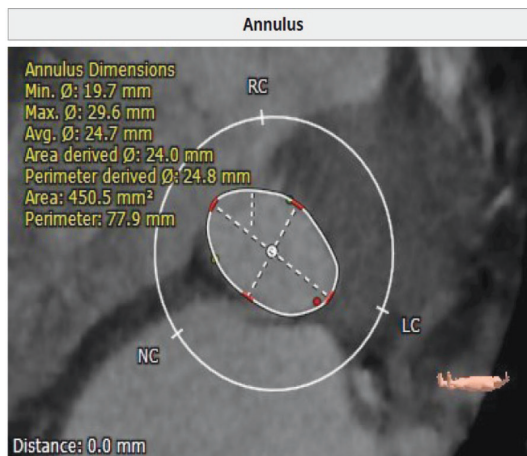 Annulus
Annulus Dimensions
Min. Ø: 19.7 mm
Max. Ø: 29.6 mm
Avg. Ø: 24.7 mm
Area derived Ø: 24.0 mm
Perimeter derived Ø: 24.8 mm
Area: 450.5 mm²
Perimeter: 77.9 mm
RC
LC
NC
Distance: 0.0 mm